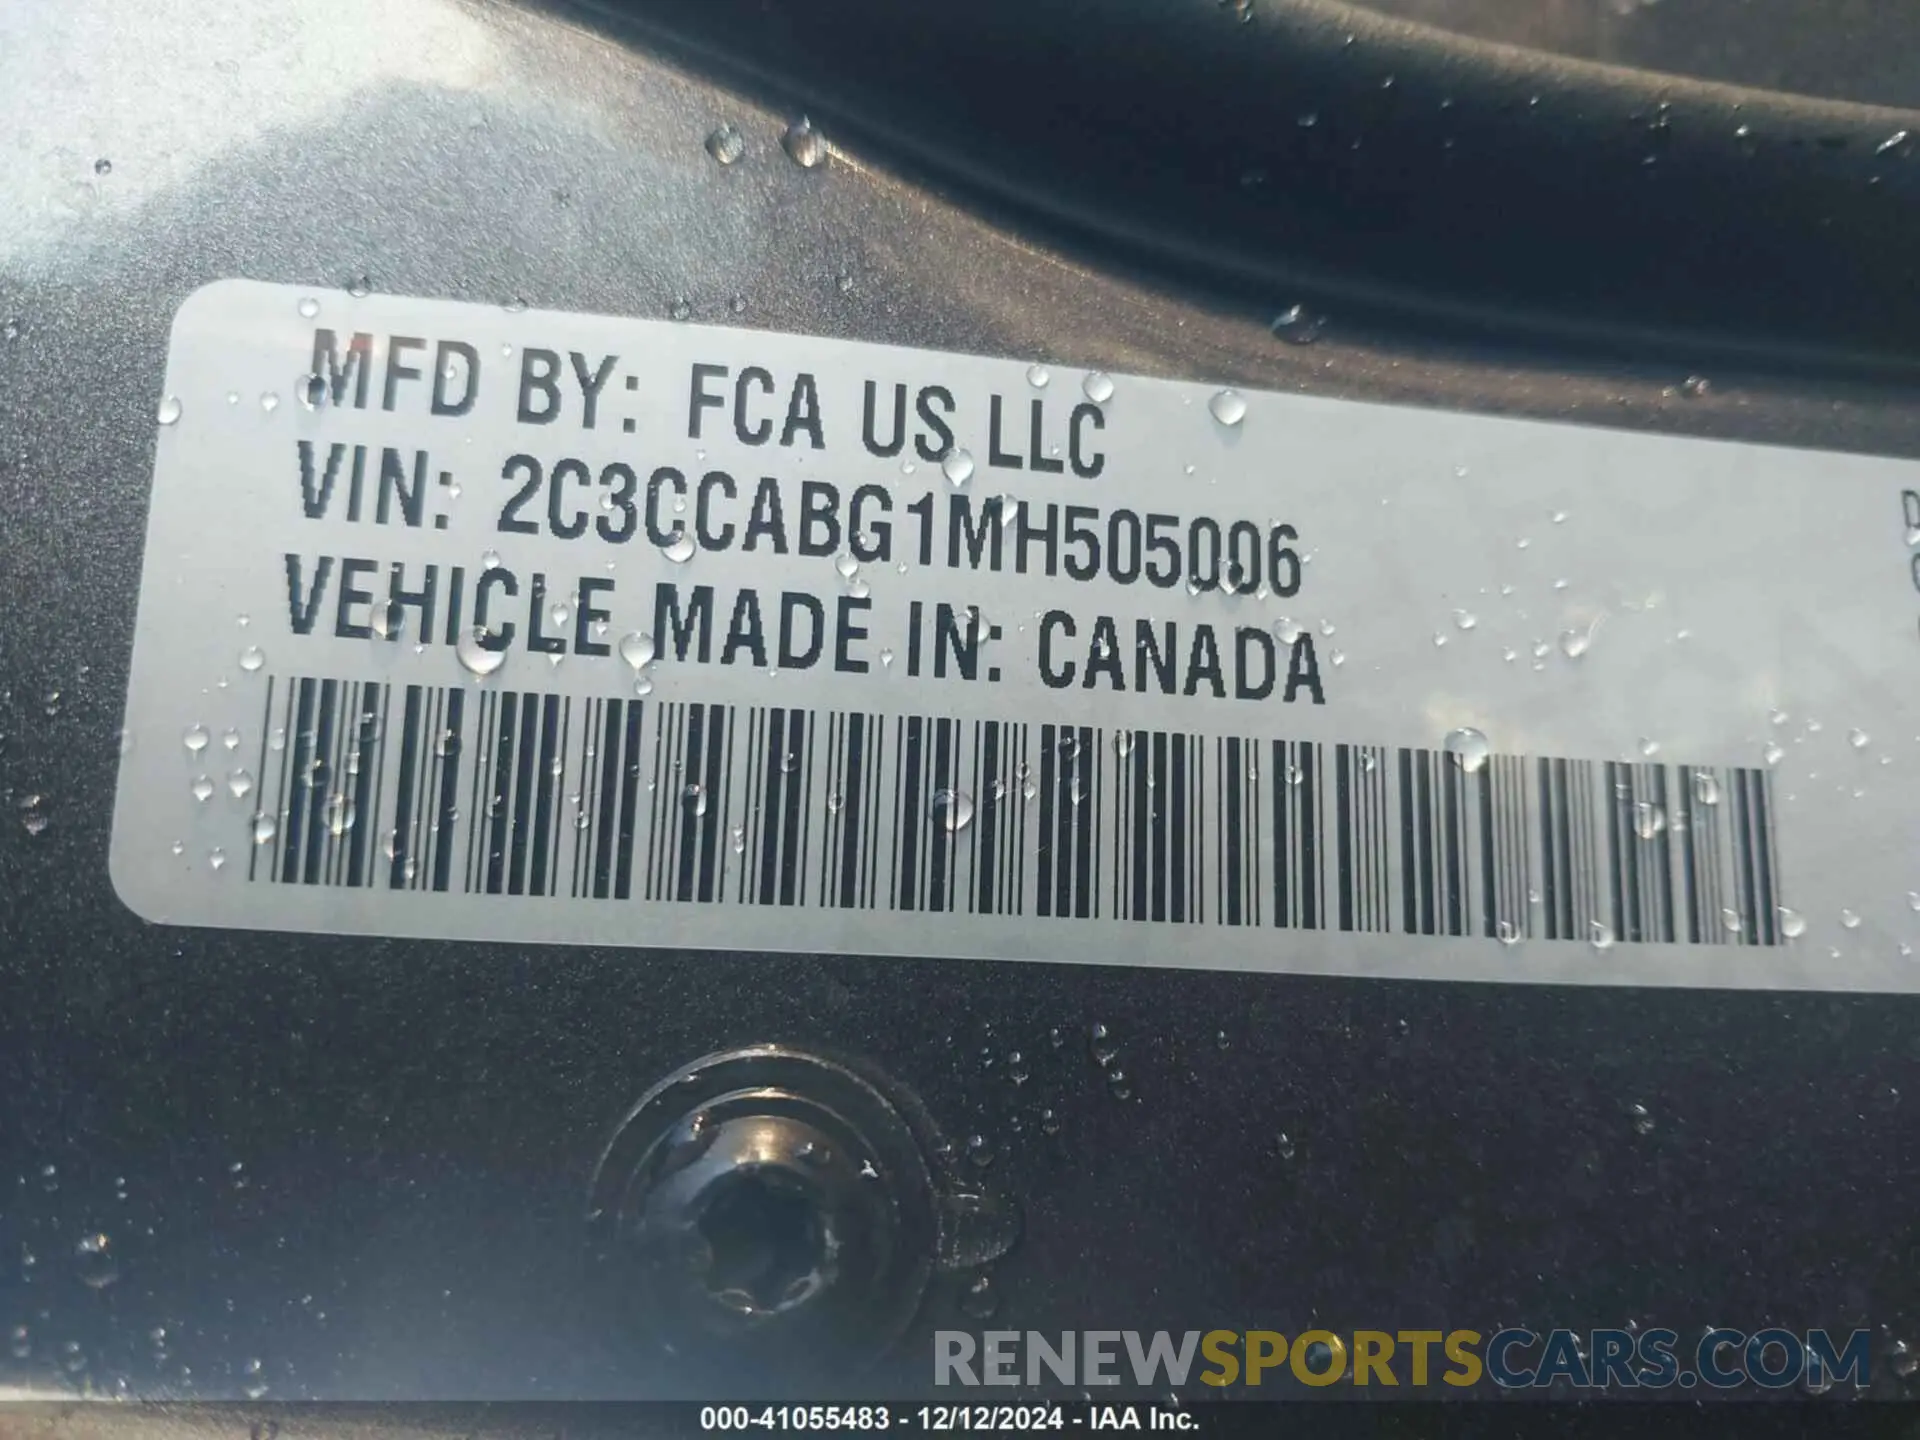 MFD BY: FCA US LLC
VIN: 2C3CCABG1MH505006
VEHICLE MADE IN: CANADA
RENEWSPORTSCARS.COM
000-41055483 - 12/12/2024 - IAA Inc.